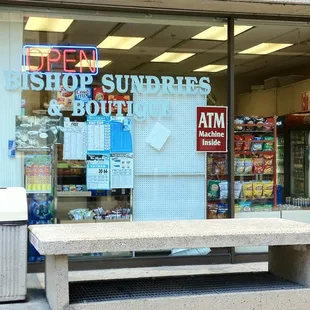 OPEN
BISHOP SUNDRIES
& BOUTIQUE
ATM
Machine
Inside